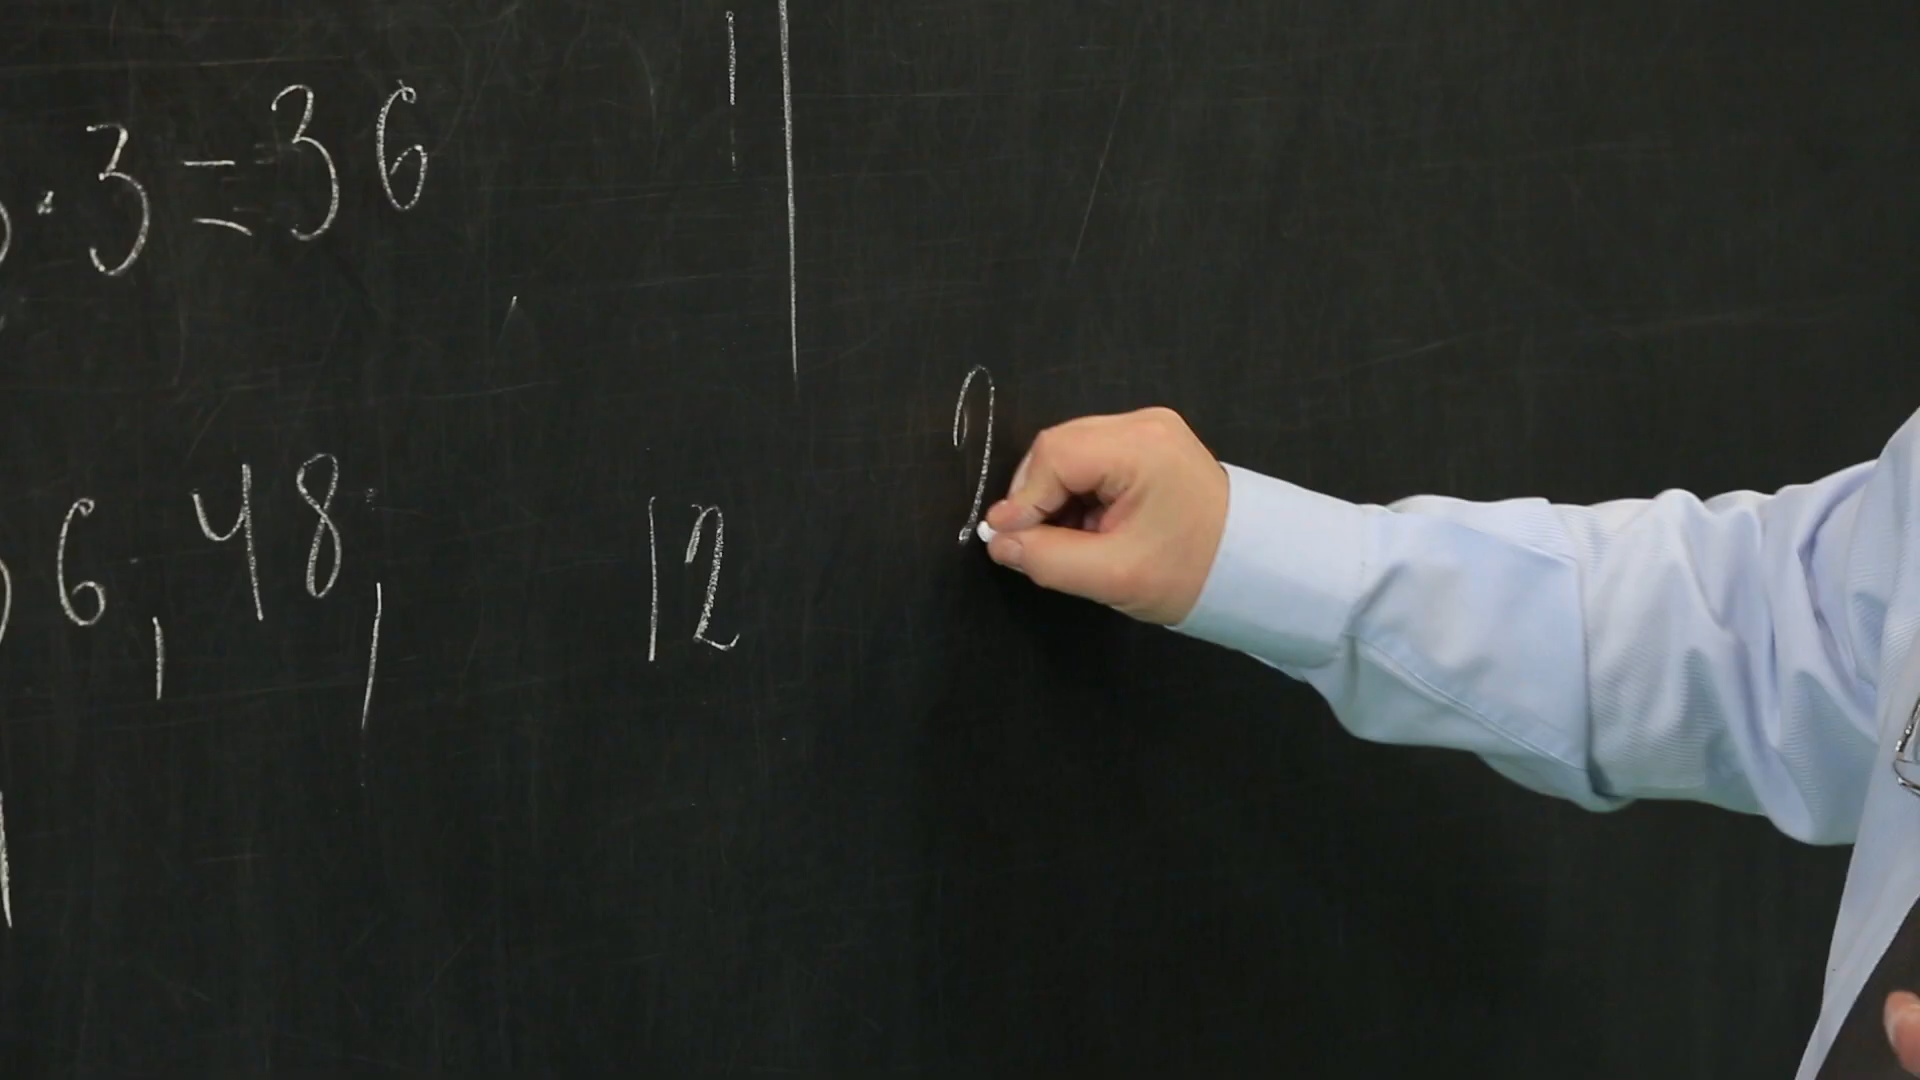 · 3 = 36
6, 48, 12 2